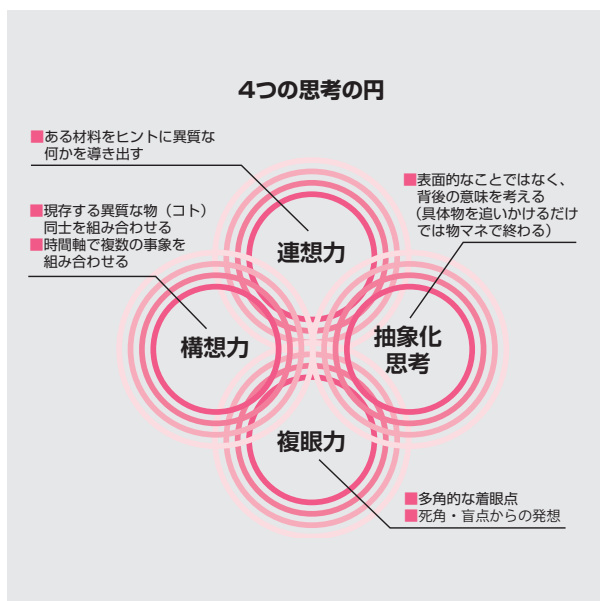 4つの思考の円
■ある材料をヒントに異質な
何かを導き出す
■現存する異質な物（コト）
同士を組み合わせる
■時間軸で複数の事象を
組み合わせる
■表面的なことではなく、
背後の意味を考える
（具体物を追いかけるだけ
では物マネで終わる）
連想力
構想力
抽象化
思考
複眼力
■多角的な着眼点
■死角・盲点からの発想